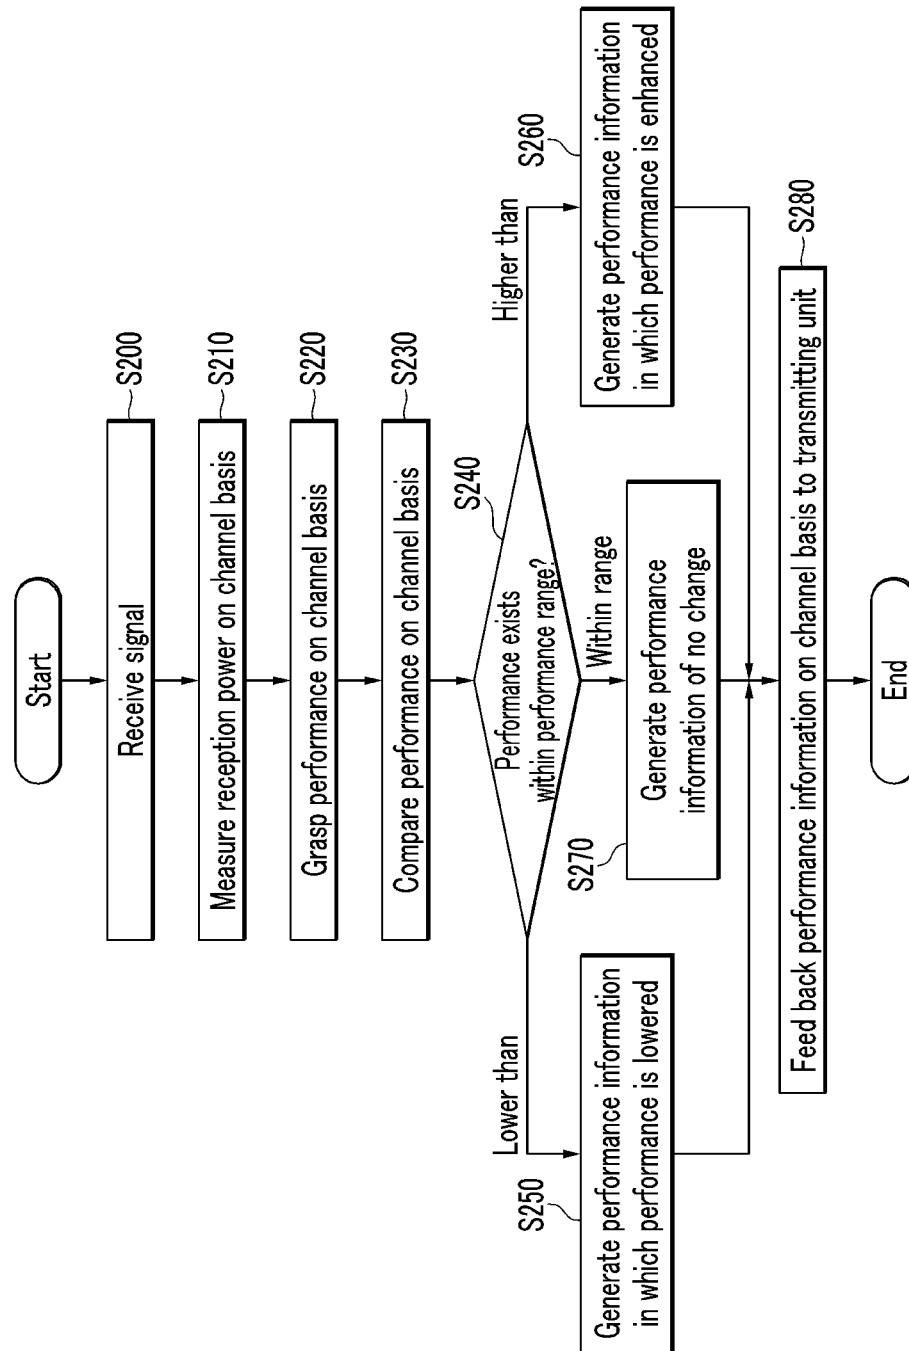 Start
Receive signal
S200
Measure reception power on channel basis
S210
Grasp performance on channel basis
S220
Compare performance on channel basis
S230
Performance exists
within performance range?
S240
Lower than
Within range
Higher than
S250
Generate performance information
in which performance is lowered
S270
Generate performance
information of no change
S260
Generate performance information
in which performance is enhanced
Feed back performance information on channel basis to transmitting unit
S280
End